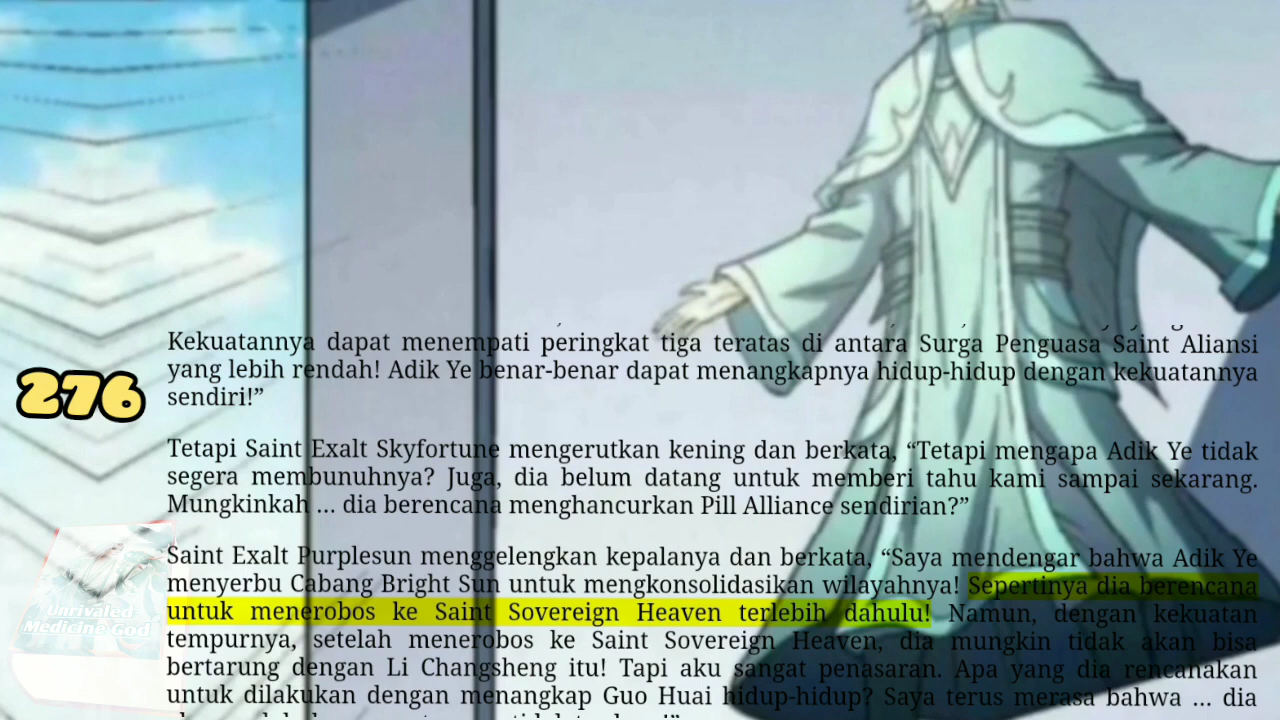 Kekuatannya dapat menempati peringkat tiga teratas di antara Surga Penguasa Saint Aliansi
yang lebih rendah! Adik Ye benar-benar dapat menangkapnya hidup-hidup dengan kekuatannya
sendiri!”
276
Tetapi Saint Exalt Skyfortune mengerutkan kening dan berkata, “Tetapi mengapa Adik Ye tidak
segera membunuhnya? Juga, dia belum datang untuk memberi tahu kami sampai sekarang.
Mungkinkah ... dia berencana menghancurkan Pill Alliance sendirian?”
Saint Exalt Purplesun menggelengkan kepalanya dan berkata, “Saya mendengar bahwa Adik Ye
menyerbu Cabang Bright Sun untuk mengkonsolidasikan wilayahnya! Sepertinya dia berencana
untuk menerobos ke Saint Sovereign Heaven terlebih dahulu! Namun, dengan kekuatan
tempurnya, setelah menerobos ke Saint Sovereign Heaven, dia mungkin tidak akan bisa
bertarung dengan Li Changsheng itu! Tapi aku sangat penasaran. Apa yang dia rencanakan
untuk dilakukan dengan menangkap Guo Huai hidup-hidup? Saya terus merasa bahwa ... dia
Unrivaled
Medicine God